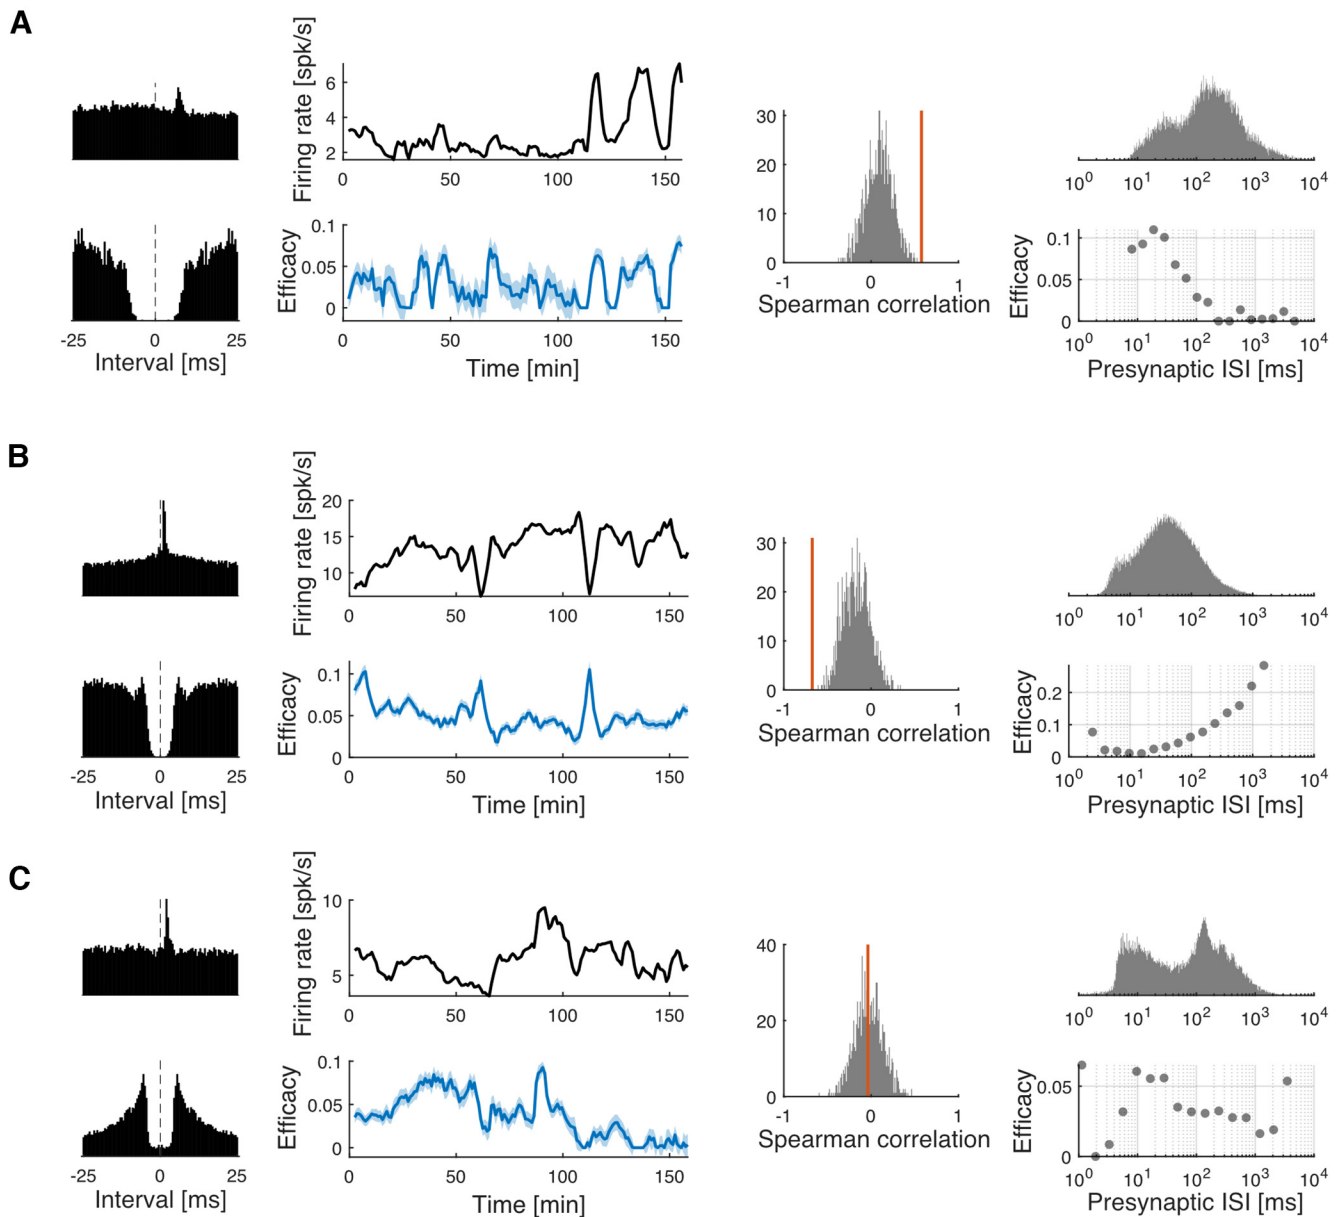 A
Firing rate [spk/s]
6
4
2
0 50 100 150
Efficacy
0.1
0.05
0
0 50 100 150
Time [min]
-25 0 25
Interval [ms]
30
20
10
0
-1 0 1
Spearman correlation
10^0 10^1 10^2 10^3 10^4
Efficacy
0.1
0.05
0
10^0 10^1 10^2 10^3 10^4
Presynaptic ISI [ms]
B
Firing rate [spk/s]
20
15
10
0 50 100 150
Efficacy
0.1
0.05
0
0 50 100 150
Time [min]
-25 0 25
Interval [ms]
30
20
10
0
-1 0 1
Spearman correlation
10^0 10^1 10^2 10^3 10^4
Efficacy
0.2
0.1
0
10^0 10^1 10^2 10^3 10^4
Presynaptic ISI [ms]
C
Firing rate [spk/s]
10
5
0 50 100 150
Efficacy
0.1
0.05
0
0 50 100 150
Time [min]
-25 0 25
Interval [ms]
40
20
0
-1 0 1
Spearman correlation
10^0 10^1 10^2 10^3 10^4
Efficacy
0.05
0
10^0 10^1 10^2 10^3 10^4
Presynaptic ISI [ms]